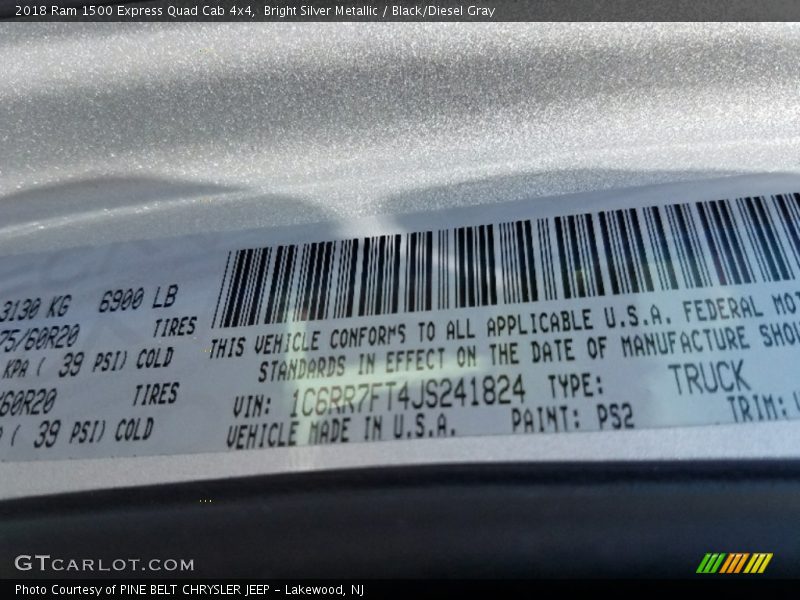 2018 Ram 1500 Express Quad Cab 4x4, Bright Silver Metallic / Black/Diesel Gray
3130 KG 6900 LB
75/60R20 TIRES
KPA ( 39 PSI) COLD
/60R20 TIRES
( 39 PSI) COLD
THIS VEHICLE CONFORMS TO ALL APPLICABLE U.S.A. FEDERAL MOT
STANDARDS IN EFFECT ON THE DATE OF MANUFACTURE SHOW
VIN: 1C6RR7FT4JS241824 TYPE: TRUCK
VEHICLE MADE IN U.S.A. PAINT: PS2 TRIM:
GTCARLOT.COM
Photo Courtesy of PINE BELT CHRYSLER JEEP - Lakewood, NJ